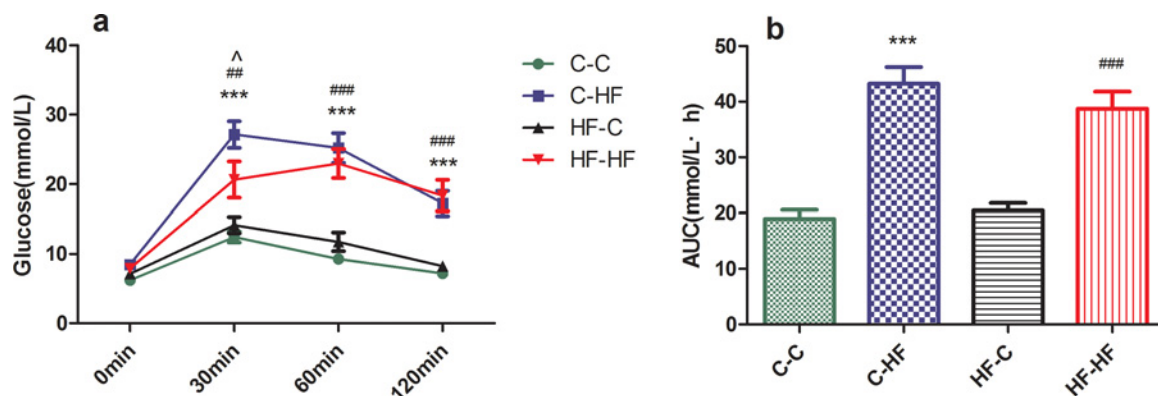 a
Glucose(mmol/L)
40
30
20
10
0
^
##
***
###
***
###
***
0min
30min
60min
120min
C-C
C-HF
HF-C
HF-HF
b
AUC(mmol/L· h)
50
40
30
20
10
0
***
###
C-C
C-HF
HF-C
HF-HF